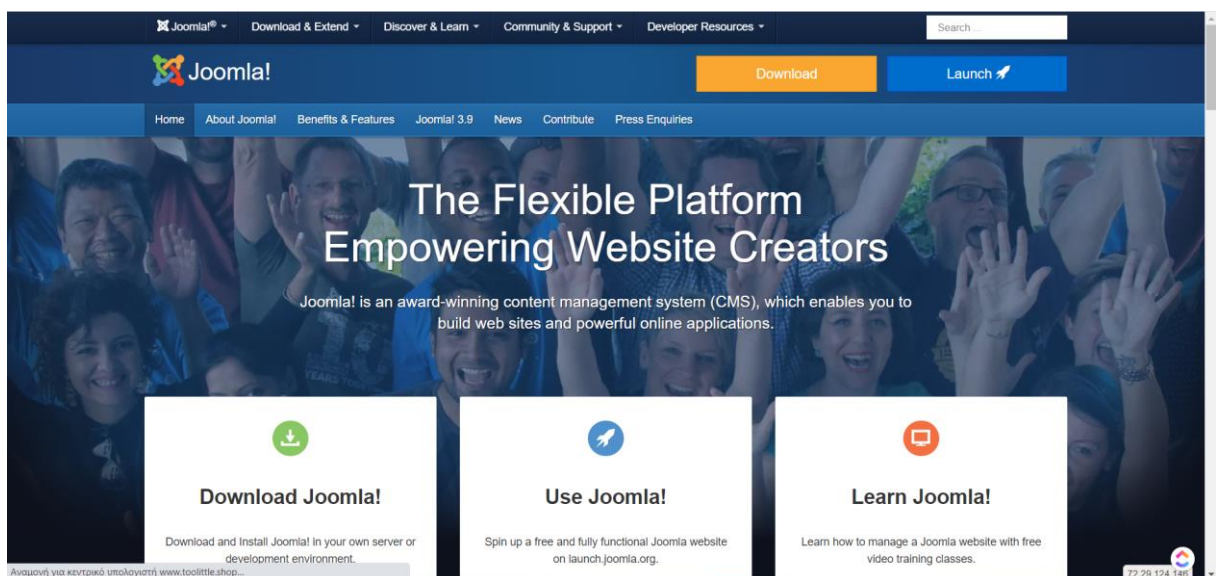 Joomla!® Download & Extend Discover & Learn Community & Support Developer Resources Search ...
Joomla! Download Launch
Home About Joomla! Benefits & Features Joomla! 3.9 News Contribute Press Enquiries
The Flexible Platform
Empowering Website Creators
Joomla! is an award-winning content management system (CMS), which enables you to
build web sites and powerful online applications.
YEARS
Download Joomla!
Download and Install Joomla! in your own server or
development environment.
Use Joomla!
Spin up a free and fully functional Joomla website
on launch.joomla.org.
Learn Joomla!
Learn how to manage a Joomla website with free
video training classes.
Αναμονή για κεντρικό υπολογιστή www.toolittle.shop...
72.29.124.146